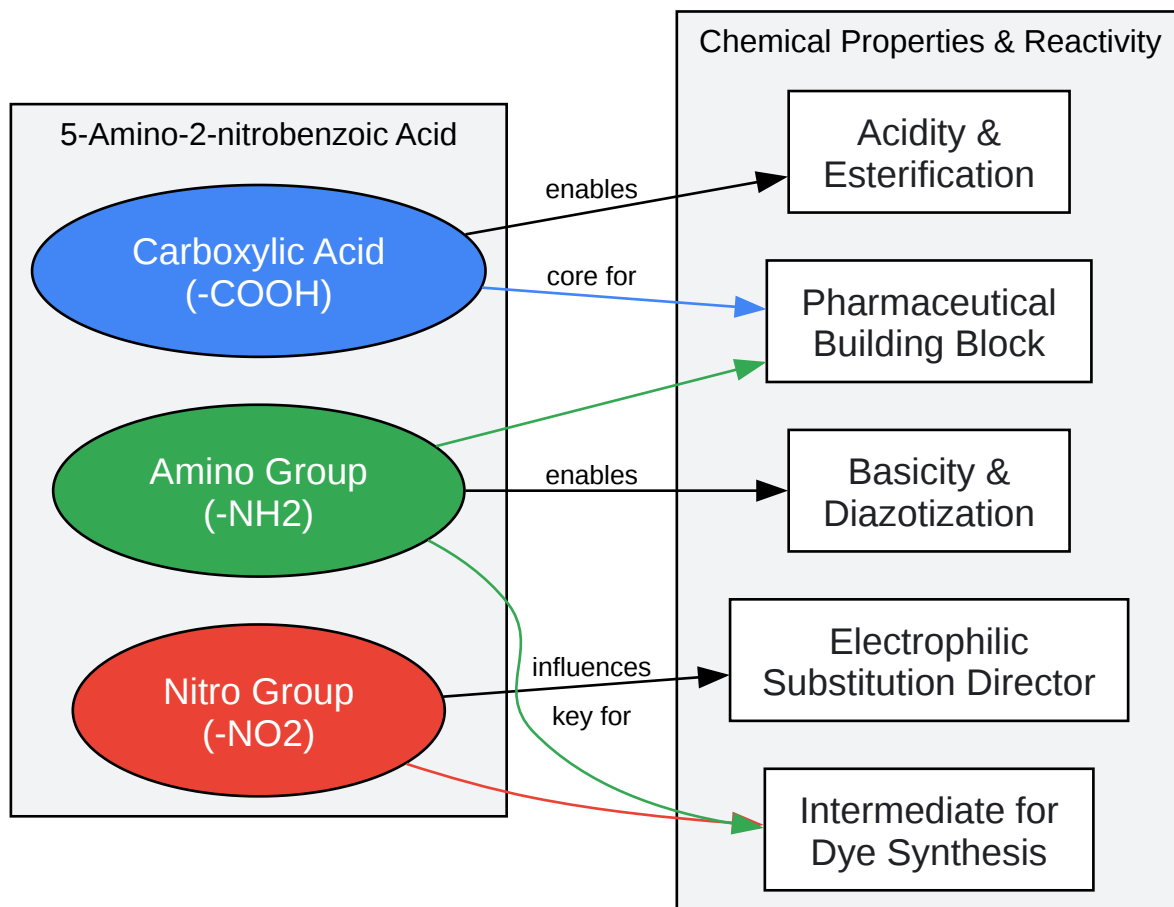 Chemical Properties & Reactivity
5-Amino-2-nitrobenzoic Acid
Carboxylic Acid
(-COOH)
Amino Group
(-NH2)
Nitro Group
(-NO2)
enables
core for
enables
influences
key for
Acidity &
Esterification
Pharmaceutical
Building Block
Basicity &
Diazotization
Electrophilic
Substitution Director
Intermediate for
Dye Synthesis